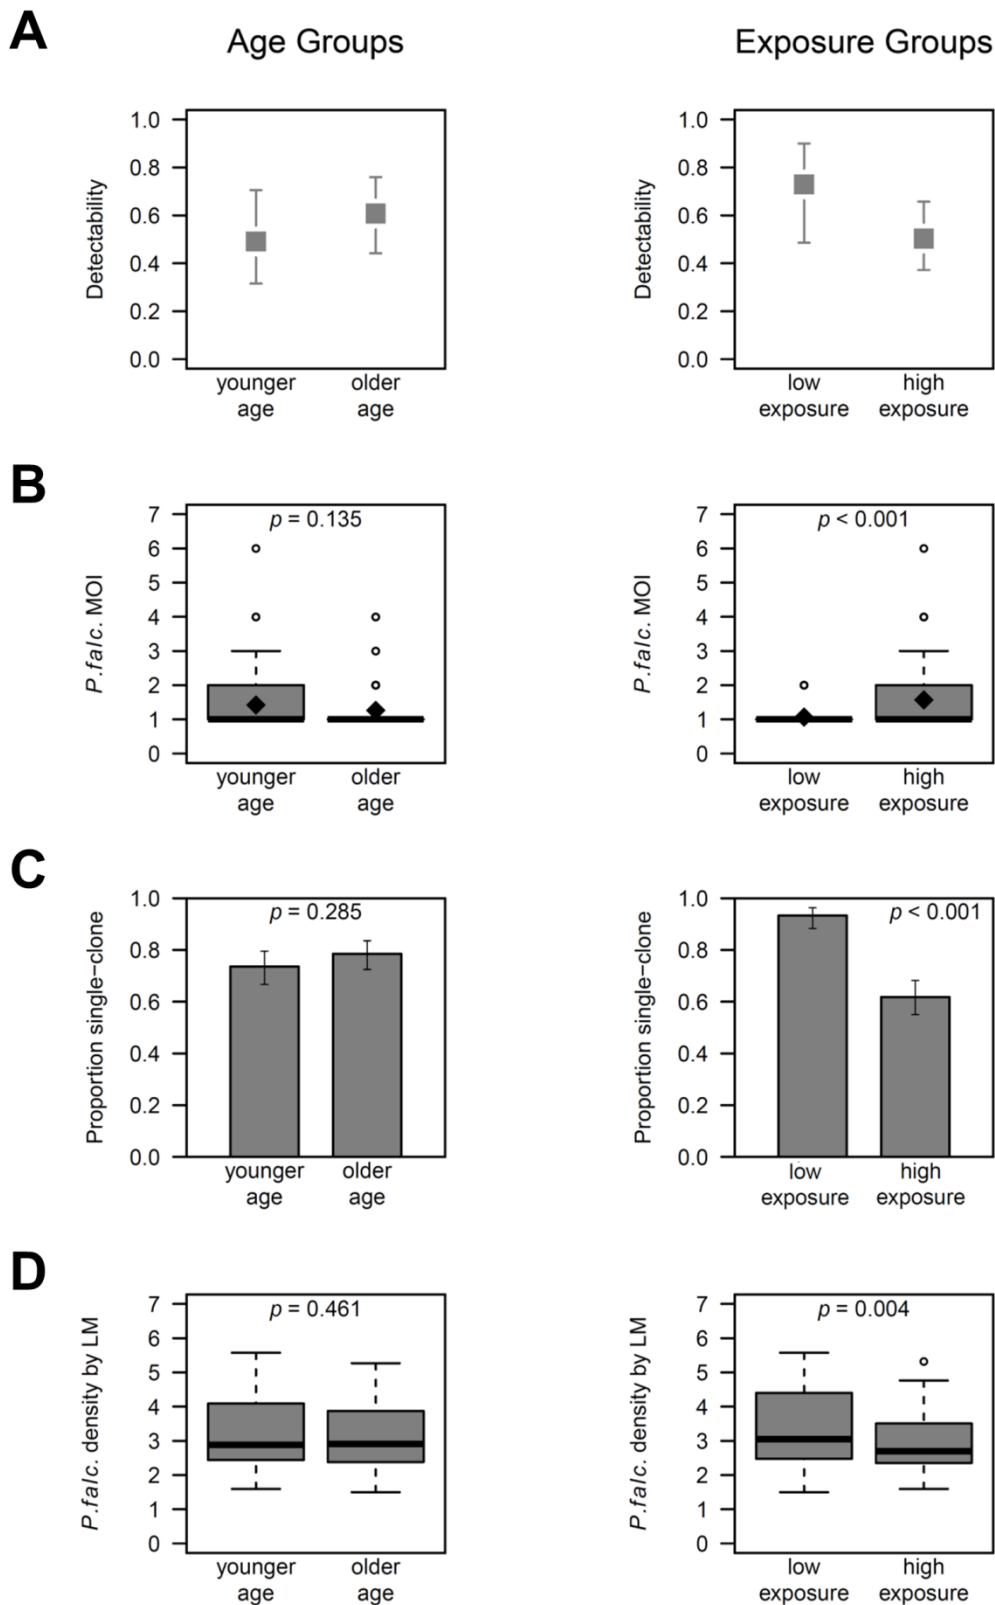 A
Age Groups
Exposure Groups
Detectability
1.0
0.8
0.6
0.4
0.2
0.0
younger
age
older
age
Detectability
1.0
0.8
0.6
0.4
0.2
0.0
low
exposure
high
exposure
B
P.falc. MOI
7
6
5
4
3
2
1
0
p = 0.135
younger
age
older
age
P.falc. MOI
7
6
5
4
3
2
1
0
p < 0.001
low
exposure
high
exposure
C
Proportion single−clone
1.0
0.8
0.6
0.4
0.2
0.0
p = 0.285
younger
age
older
age
Proportion single−clone
1.0
0.8
0.6
0.4
0.2
0.0
p < 0.001
low
exposure
high
exposure
D
P.falc. density by LM
7
6
5
4
3
2
1
0
p = 0.461
younger
age
older
age
P.falc. density by LM
7
6
5
4
3
2
1
0
p = 0.004
low
exposure
high
exposure